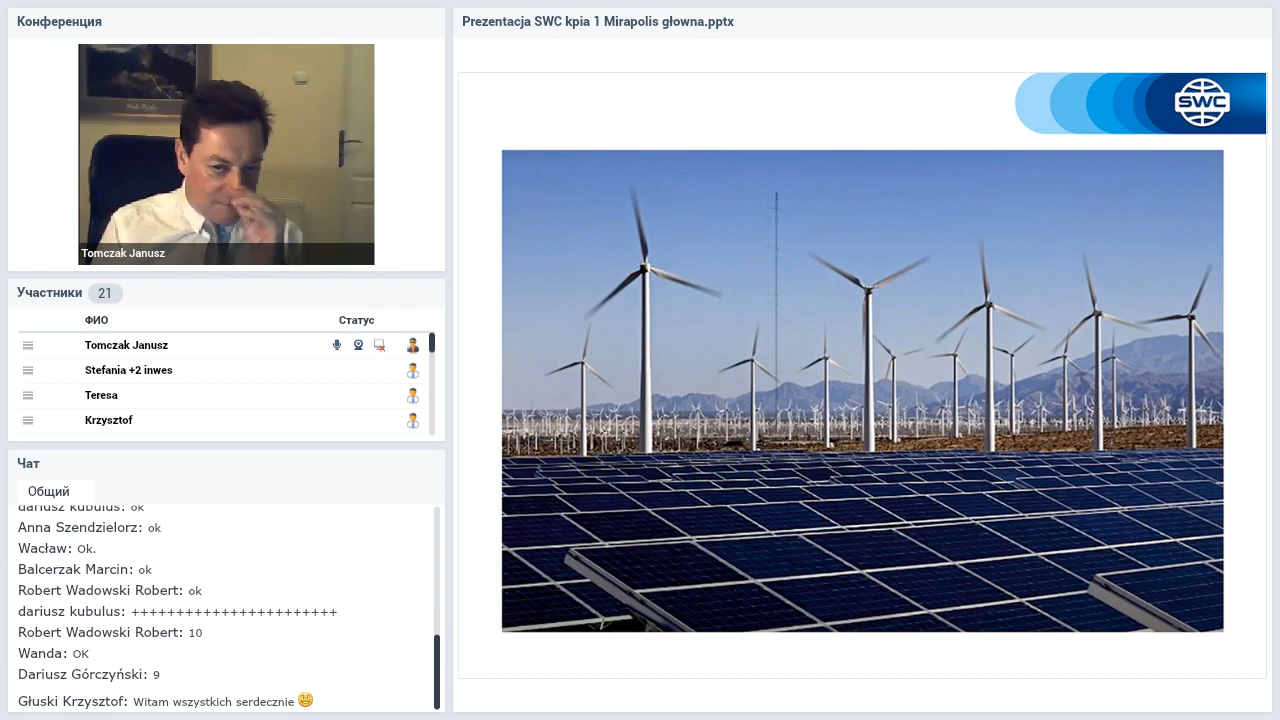 Конференция
Tomczak Janusz
Участники 21
ФИО Статус
Tomczak Janusz
Stefania +2 inwes
Teresa
Krzysztof
Чат
Общий
dariusz kubulus: ok
Anna Szendzielorz: ok
Wacław: Ok.
Balcerzak Marcin: ok
Robert Wadowski Robert: ok
dariusz kubulus: +++++++++++++++++++++++
Robert Wadowski Robert: 10
Wanda: OK
Dariusz Górczyński: 9
Głuski Krzysztof: Witam wszystkich serdecznie
Prezentacja SWC kpia 1 Mirapolis głowna.pptx
SWC